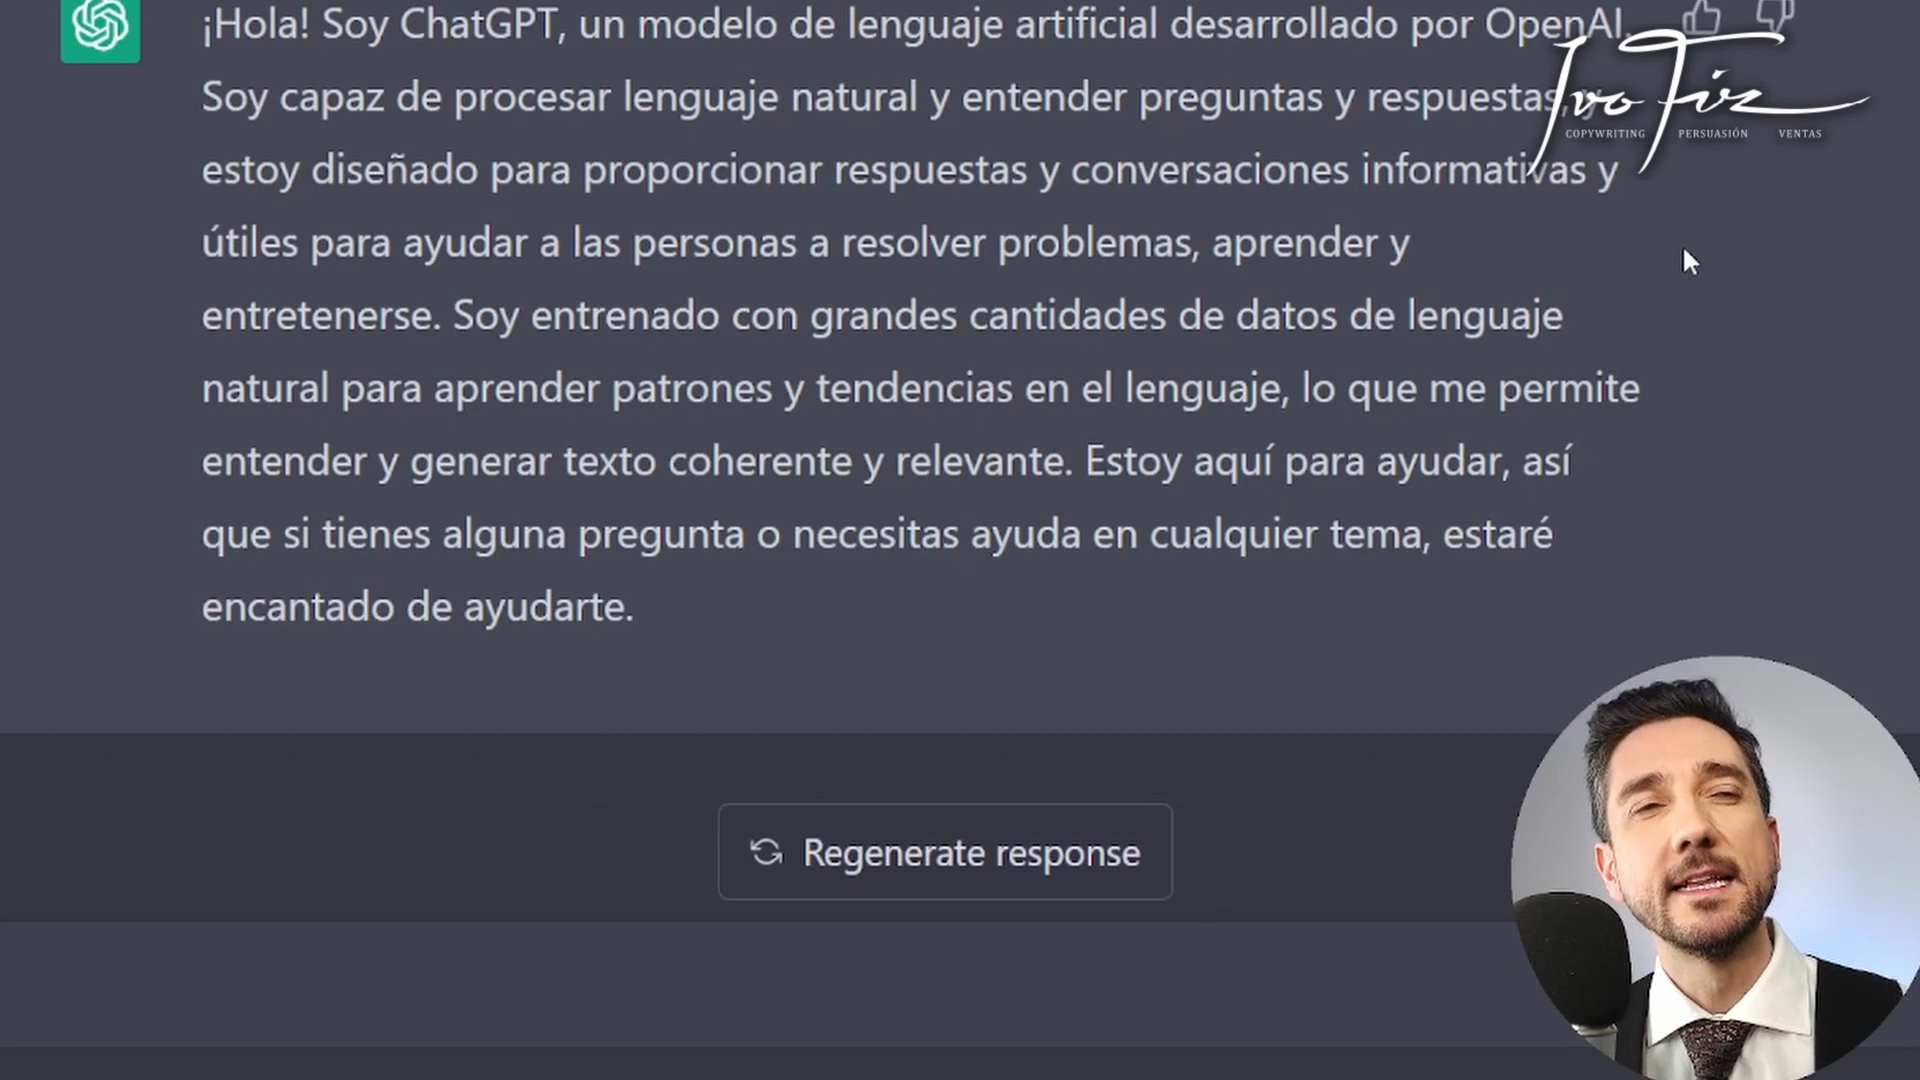 ¡Hola! Soy ChatGPT, un modelo de lenguaje artificial desarrollado por OpenAI.
Soy capaz de procesar lenguaje natural y entender preguntas y respuestas, y
estoy diseñado para proporcionar respuestas y conversaciones informativas y
útiles para ayudar a las personas a resolver problemas, aprender y
entretenerse. Soy entrenado con grandes cantidades de datos de lenguaje
natural para aprender patrones y tendencias en el lenguaje, lo que me permite
entender y generar texto coherente y relevante. Estoy aquí para ayudar, así
que si tienes alguna pregunta o necesitas ayuda en cualquier tema, estaré
encantado de ayudarte.
Ivo Fiz
COPYWRITING PERSUASIÓN VENTAS
Regenerate response